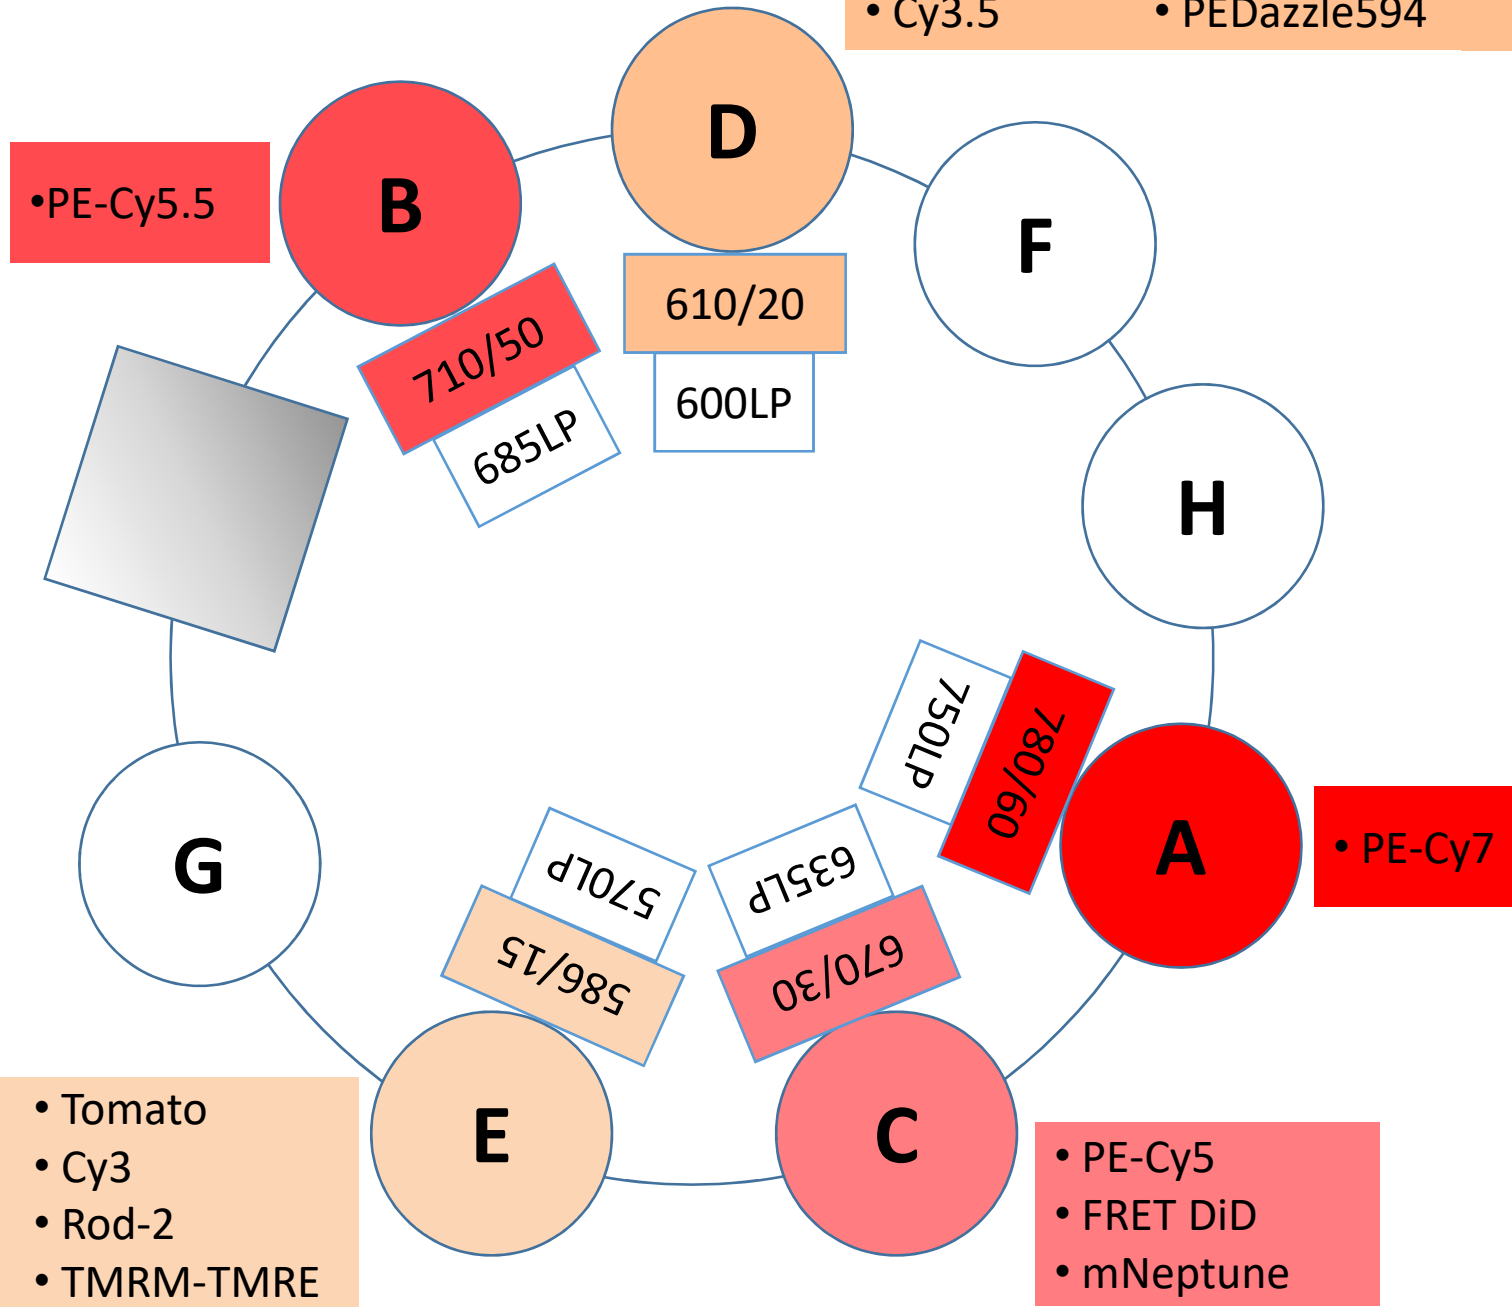 • Cy3.5 • PEDazzle594
D
B
•PE-Cy5.5
F
610/20
710/50
600LP
685LP
H
750LP
780/60
A
• PE-Cy7
G
570LP
635LP
586/15
670/30
E
C
• Tomato
• Cy3
• Rod-2
• TMRM-TMRE
• PE-Cy5
• FRET DiD
• mNeptune